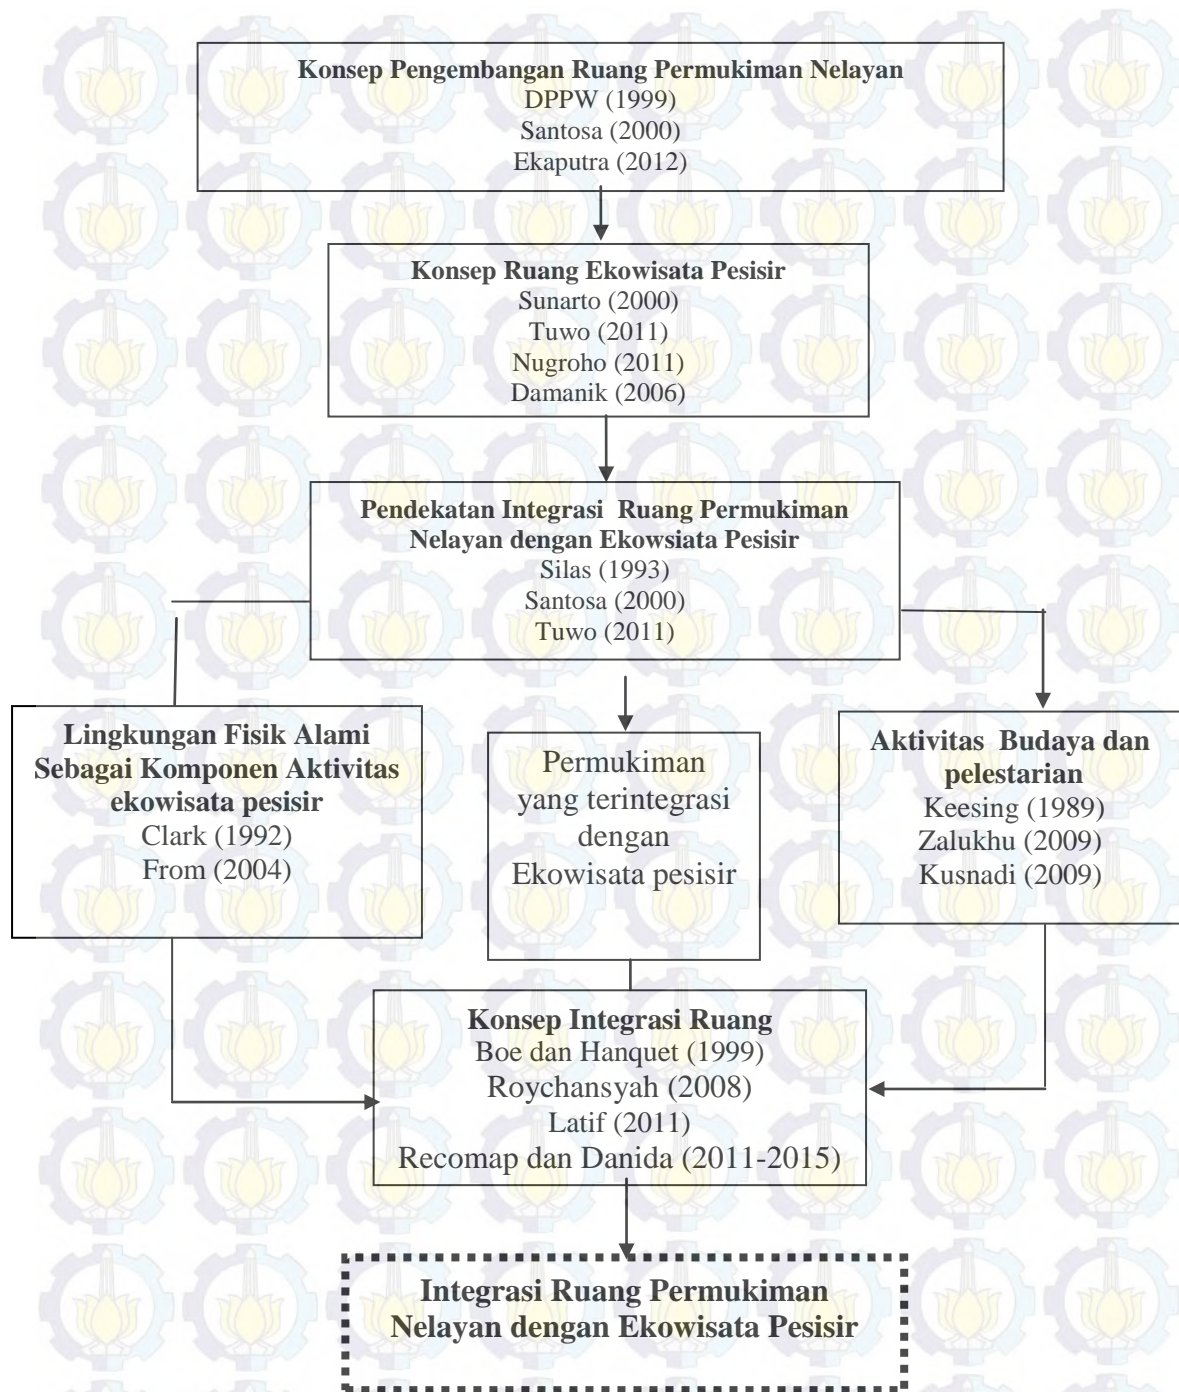 Konsep Pengembangan Ruang Permukiman Nelayan
DPPW (1999)
Santosa (2000)
Ekaputra (2012)
Konsep Ruang Ekowisata Pesisir
Sunarto (2000)
Tuwo (2011)
Nugroho (2011)
Damanik (2006)
Pendekatan Integrasi Ruang Permukiman
Nelayan dengan Ekowsiata Pesisir
Silas (1993)
Santosa (2000)
Tuwo (2011)
Lingkungan Fisik Alami
Sebagai Komponen Aktivitas
ekowisata pesisir
Clark (1992)
From (2004)
Permukiman
yang terintegrasi
dengan
Ekowisata pesisir
Aktivitas Budaya dan
pelestarian
Keesing (1989)
Zalukhu (2009)
Kusnadi (2009)
Konsep Integrasi Ruang
Boe dan Hanquet (1999)
Roychansyah (2008)
Latif (2011)
Recomap dan Danida (2011-2015)
Integrasi Ruang Permukiman
Nelayan dengan Ekowisata Pesisir